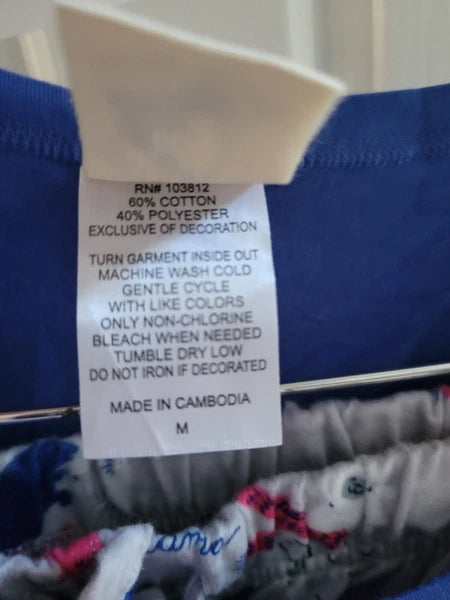 RN# 103812
60% COTTON
40% POLYESTER
EXCLUSIVE OF DECORATION
TURN GARMENT INSIDE OUT
MACHINE WASH COLD
GENTLE CYCLE
WITH LIKE COLORS
ONLY NON-CHLORINE
BLEACH WHEN NEEDED
TUMBLE DRY LOW
DO NOT IRON IF DECORATED
MADE IN CAMBODIA
M